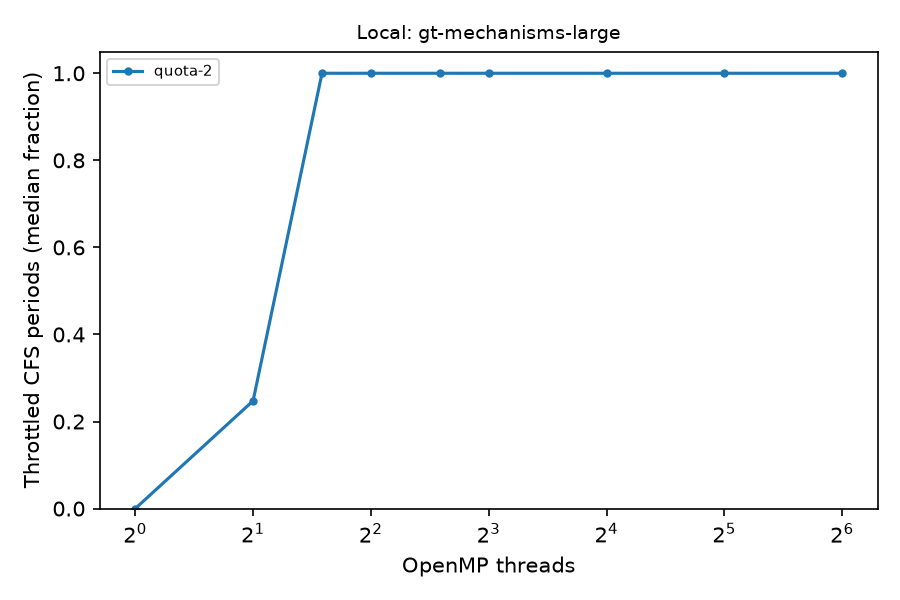 Local: gt-mechanisms-large
quota-2
Throttled CFS periods (median fraction)
1.0
0.8
0.6
0.4
0.2
0.0
2^0 2^1 2^2 2^3 2^4 2^5 2^6
OpenMP threads